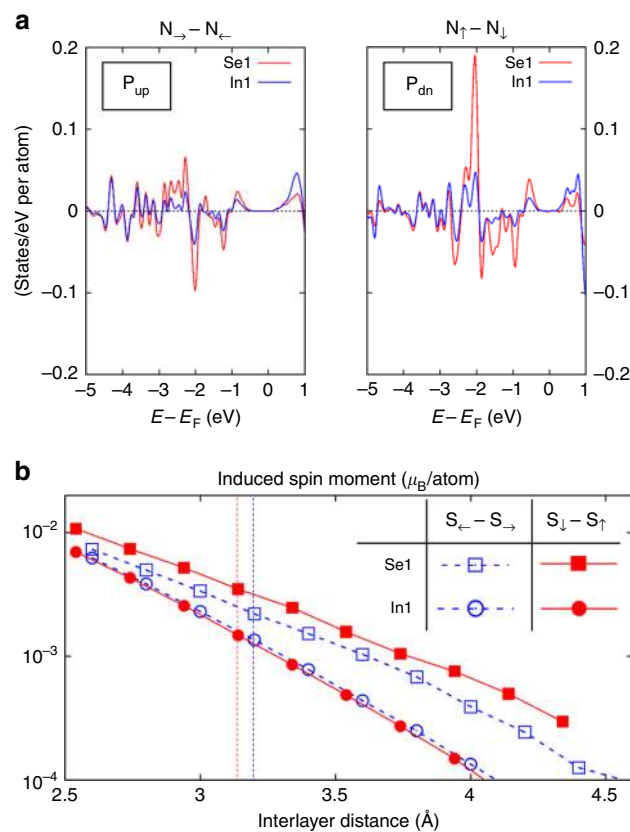 a
N→ – N← N↑ – N↓
0.2 0.2
Se1 Se1
In1 In1
Pup Pdn
0.1 0.1
(States/eV per atom)
0 0
–0.1 –0.1
–0.2 –0.2
–5 –4 –3 –2 –1 0 1 –5 –4 –3 –2 –1 0 1
E–EF (eV) E–EF (eV)
b
Induced spin moment (μB/atom)
S← – S→ S↓ – S↑
10–2
Se1
In1
10–3
10–4
2.5 3 3.5 4 4.5
Interlayer distance (Å)